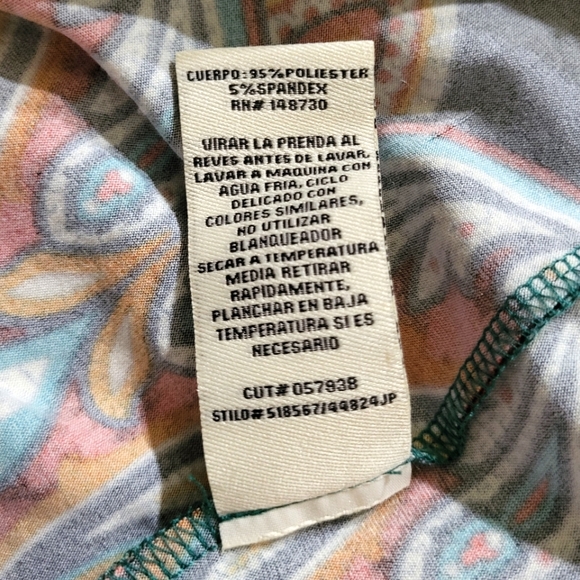 CUERPO: 95% POLIESTER
5% SPANDEX
RN# 148730
VIRAR LA PRENDA AL
REVES ANTES DE LAVAR,
LAVAR A MAQUINA CON
AGUA FRIA, CICLO
DELICADO CON
COLORES SIMILARES,
NO UTILIZAR
BLANQUEADOR
SECAR A TEMPERATURA
MEDIA RETIRAR
RAPIDAMENTE,
PLANCHAR EN BAJA
TEMPERATURA SI ES
NECESARIO
CUT# 057938
STILO# 518567/44824JP